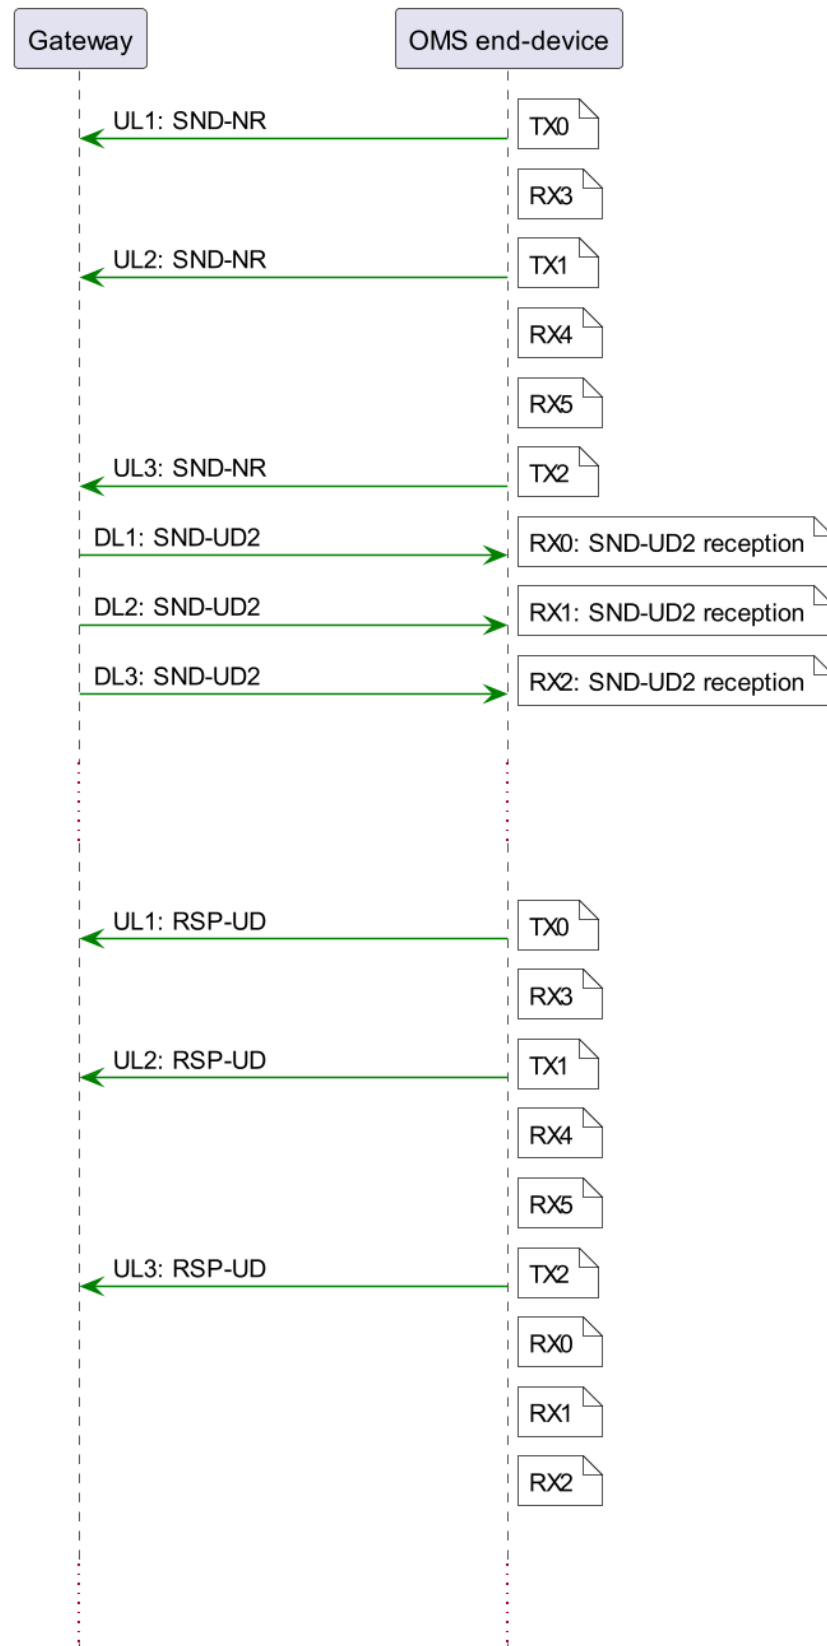 Gateway
OMS end-device
UL1: SND-NR
TX0
RX3
UL2: SND-NR
TX1
RX4
RX5
UL3: SND-NR
TX2
DL1: SND-UD2
RX0: SND-UD2 reception
DL2: SND-UD2
RX1: SND-UD2 reception
DL3: SND-UD2
RX2: SND-UD2 reception
UL1: RSP-UD
TX0
RX3
UL2: RSP-UD
TX1
RX4
RX5
UL3: RSP-UD
TX2
RX0
RX1
RX2